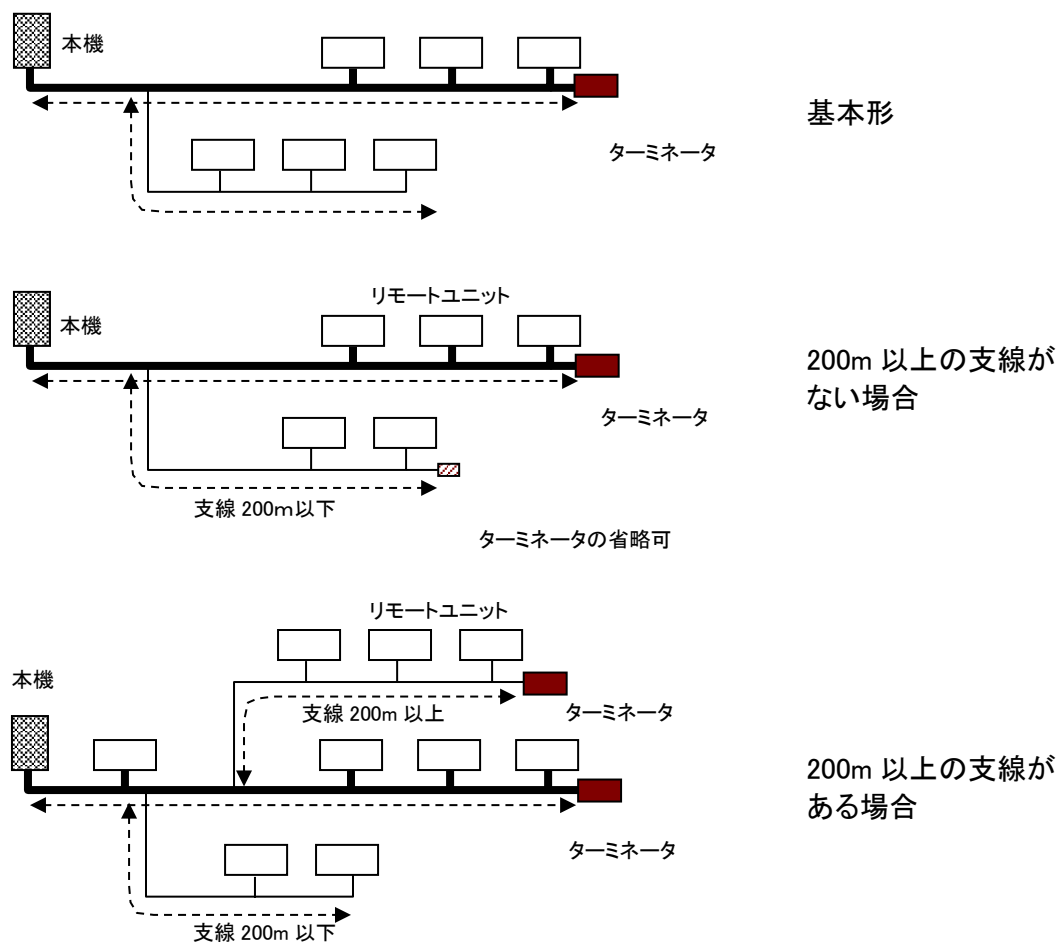 本機
基本形
ターミネータ
リモートユニット
本機
200m 以上の支線が
ない場合
ターミネータ
支線 200ｍ以下
ターミネータの省略可
リモートユニット
本機
支線 200m 以上
ターミネータ
200m 以上の支線が
ある場合
ターミネータ
支線 200m 以下